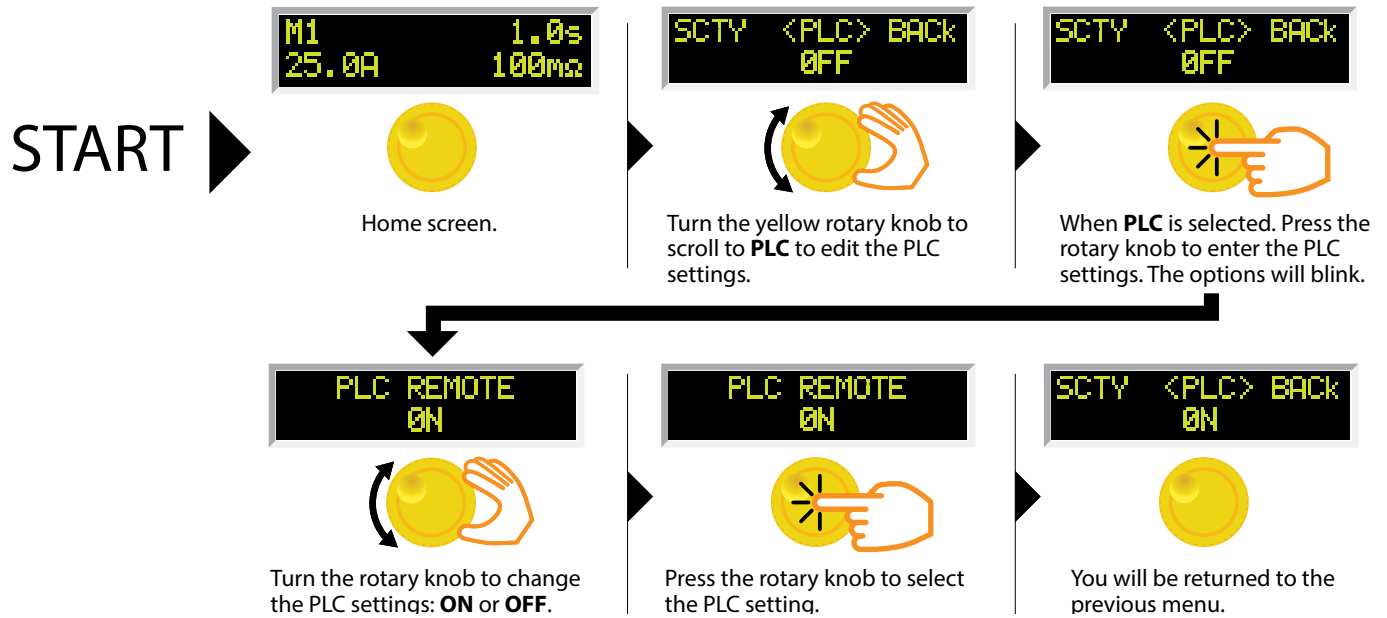 START
M1 1.0s
25.0A 100mΩ
Home screen.
SCTY <PLC> BACk
0FF
Turn the yellow rotary knob to
scroll to PLC to edit the PLC
settings.
SCTY <PLC> BACk
0FF
When PLC is selected. Press the
rotary knob to enter the PLC
settings. The options will blink.
PLC REMOTE
0N
Turn the rotary knob to change
the PLC settings: ON or OFF.
PLC REMOTE
0N
Press the rotary knob to select
the PLC setting.
SCTY <PLC> BACk
0N
You will be returned to the
previous menu.